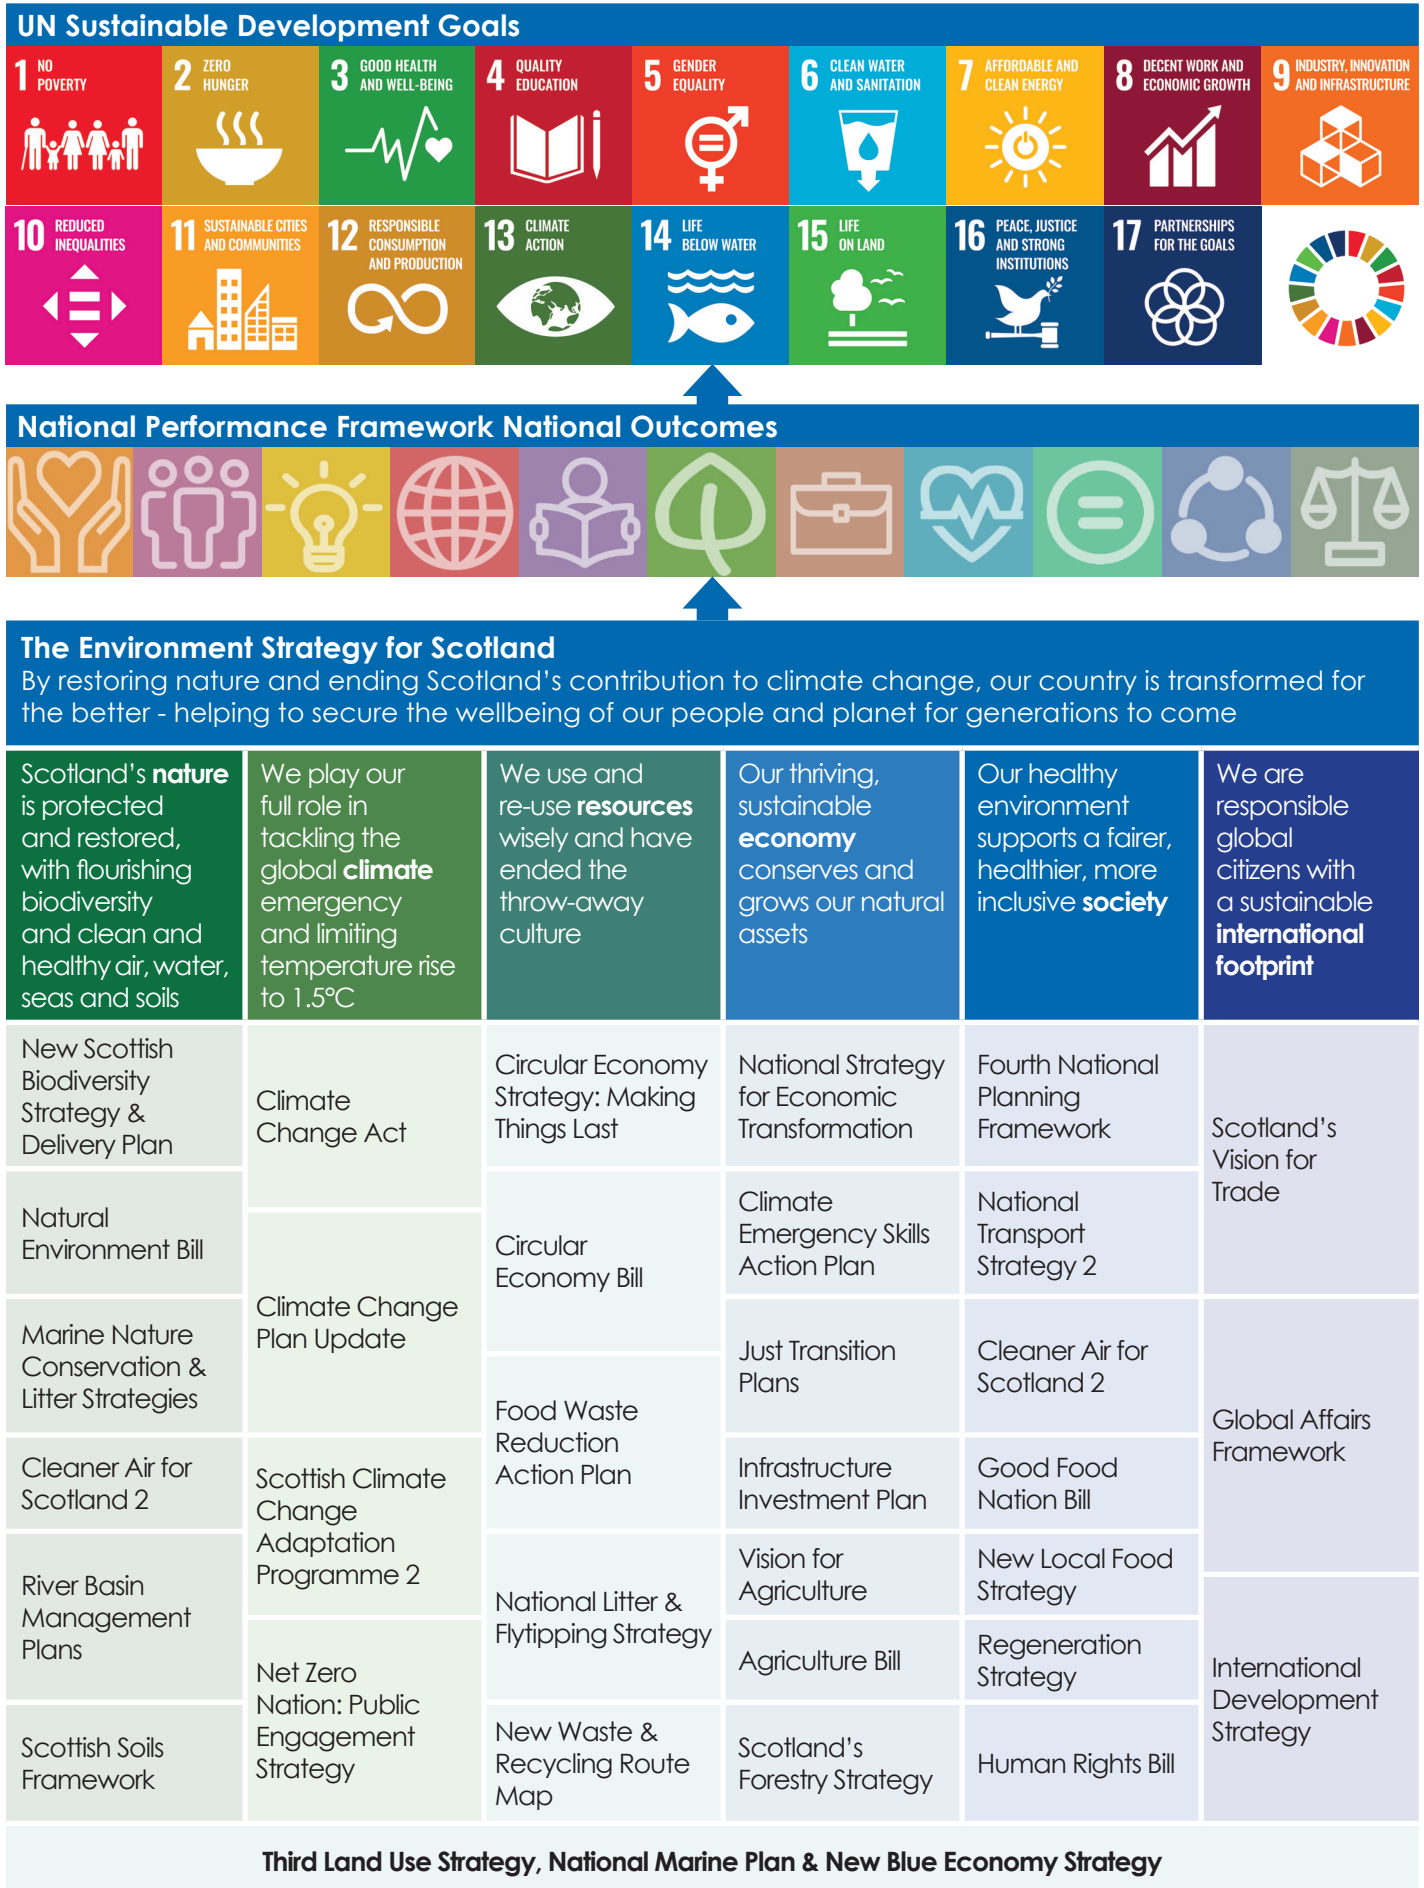 UN Sustainable Development Goals
1 NO
POVERTY
2 ZERO
HUNGER
3 GOOD HEALTH
AND WELL-BEING
4 QUALITY
EDUCATION
5 GENDER
EQUALITY
6 CLEAN WATER
AND SANITATION
7 AFFORDABLE AND
CLEAN ENERGY
8 DECENT WORK AND
ECONOMIC GROWTH
9 INDUSTRY, INNOVATION
AND INFRASTRUCTURE
10 REDUCED
INEQUALITIES
11 SUSTAINABLE CITIES
AND COMMUNITIES
12 RESPONSIBLE
CONSUMPTION
AND PRODUCTION
13 CLIMATE
ACTION
14 LIFE
BELOW WATER
15 LIFE
ON LAND
16 PEACE, JUSTICE
AND STRONG
INSTITUTIONS
17 PARTNERSHIPS
FOR THE GOALS
National Performance Framework National Outcomes
The Environment Strategy for Scotland
By restoring nature and ending Scotland's contribution to climate change, our country is transformed for
the better - helping to secure the wellbeing of our people and planet for generations to come
Scotland's nature
is protected
and restored,
with flourishing
biodiversity
and clean and
healthy air, water,
seas and soils
We play our
full role in
tackling the
global climate
emergency
and limiting
temperature rise
to 1.5°C
We use and
re-use resources
wisely and have
ended the
throw-away
culture
Our thriving,
sustainable
economy
conserves and
grows our natural
assets
Our healthy
environment
supports a fairer,
healthier, more
inclusive society
We are
responsible
global
citizens with
a sustainable
international
footprint
New Scottish
Biodiversity
Strategy &
Delivery Plan
Natural
Environment Bill
Marine Nature
Conservation &
Litter Strategies
Cleaner Air for
Scotland 2
River Basin
Management
Plans
Scottish Soils
Framework
Climate
Change Act
Climate Change
Plan Update
Scottish Climate
Change
Adaptation
Programme 2
Net Zero
Nation: Public
Engagement
Strategy
Circular Economy
Strategy: Making
Things Last
Circular
Economy Bill
Food Waste
Reduction
Action Plan
National Litter &
Flytipping Strategy
New Waste &
Recycling Route
Map
National Strategy
for Economic
Transformation
Climate
Emergency Skills
Action Plan
Just Transition
Plans
Infrastructure
Investment Plan
Vision for
Agriculture
Agriculture Bill
Scotland's
Forestry Strategy
Fourth National
Planning
Framework
National
Transport
Strategy 2
Cleaner Air for
Scotland 2
Good Food
Nation Bill
New Local Food
Strategy
Regeneration
Strategy
Human Rights Bill
Scotland's
Vision for
Trade
Global Affairs
Framework
International
Development
Strategy
Third Land Use Strategy, National Marine Plan & New Blue Economy Strategy